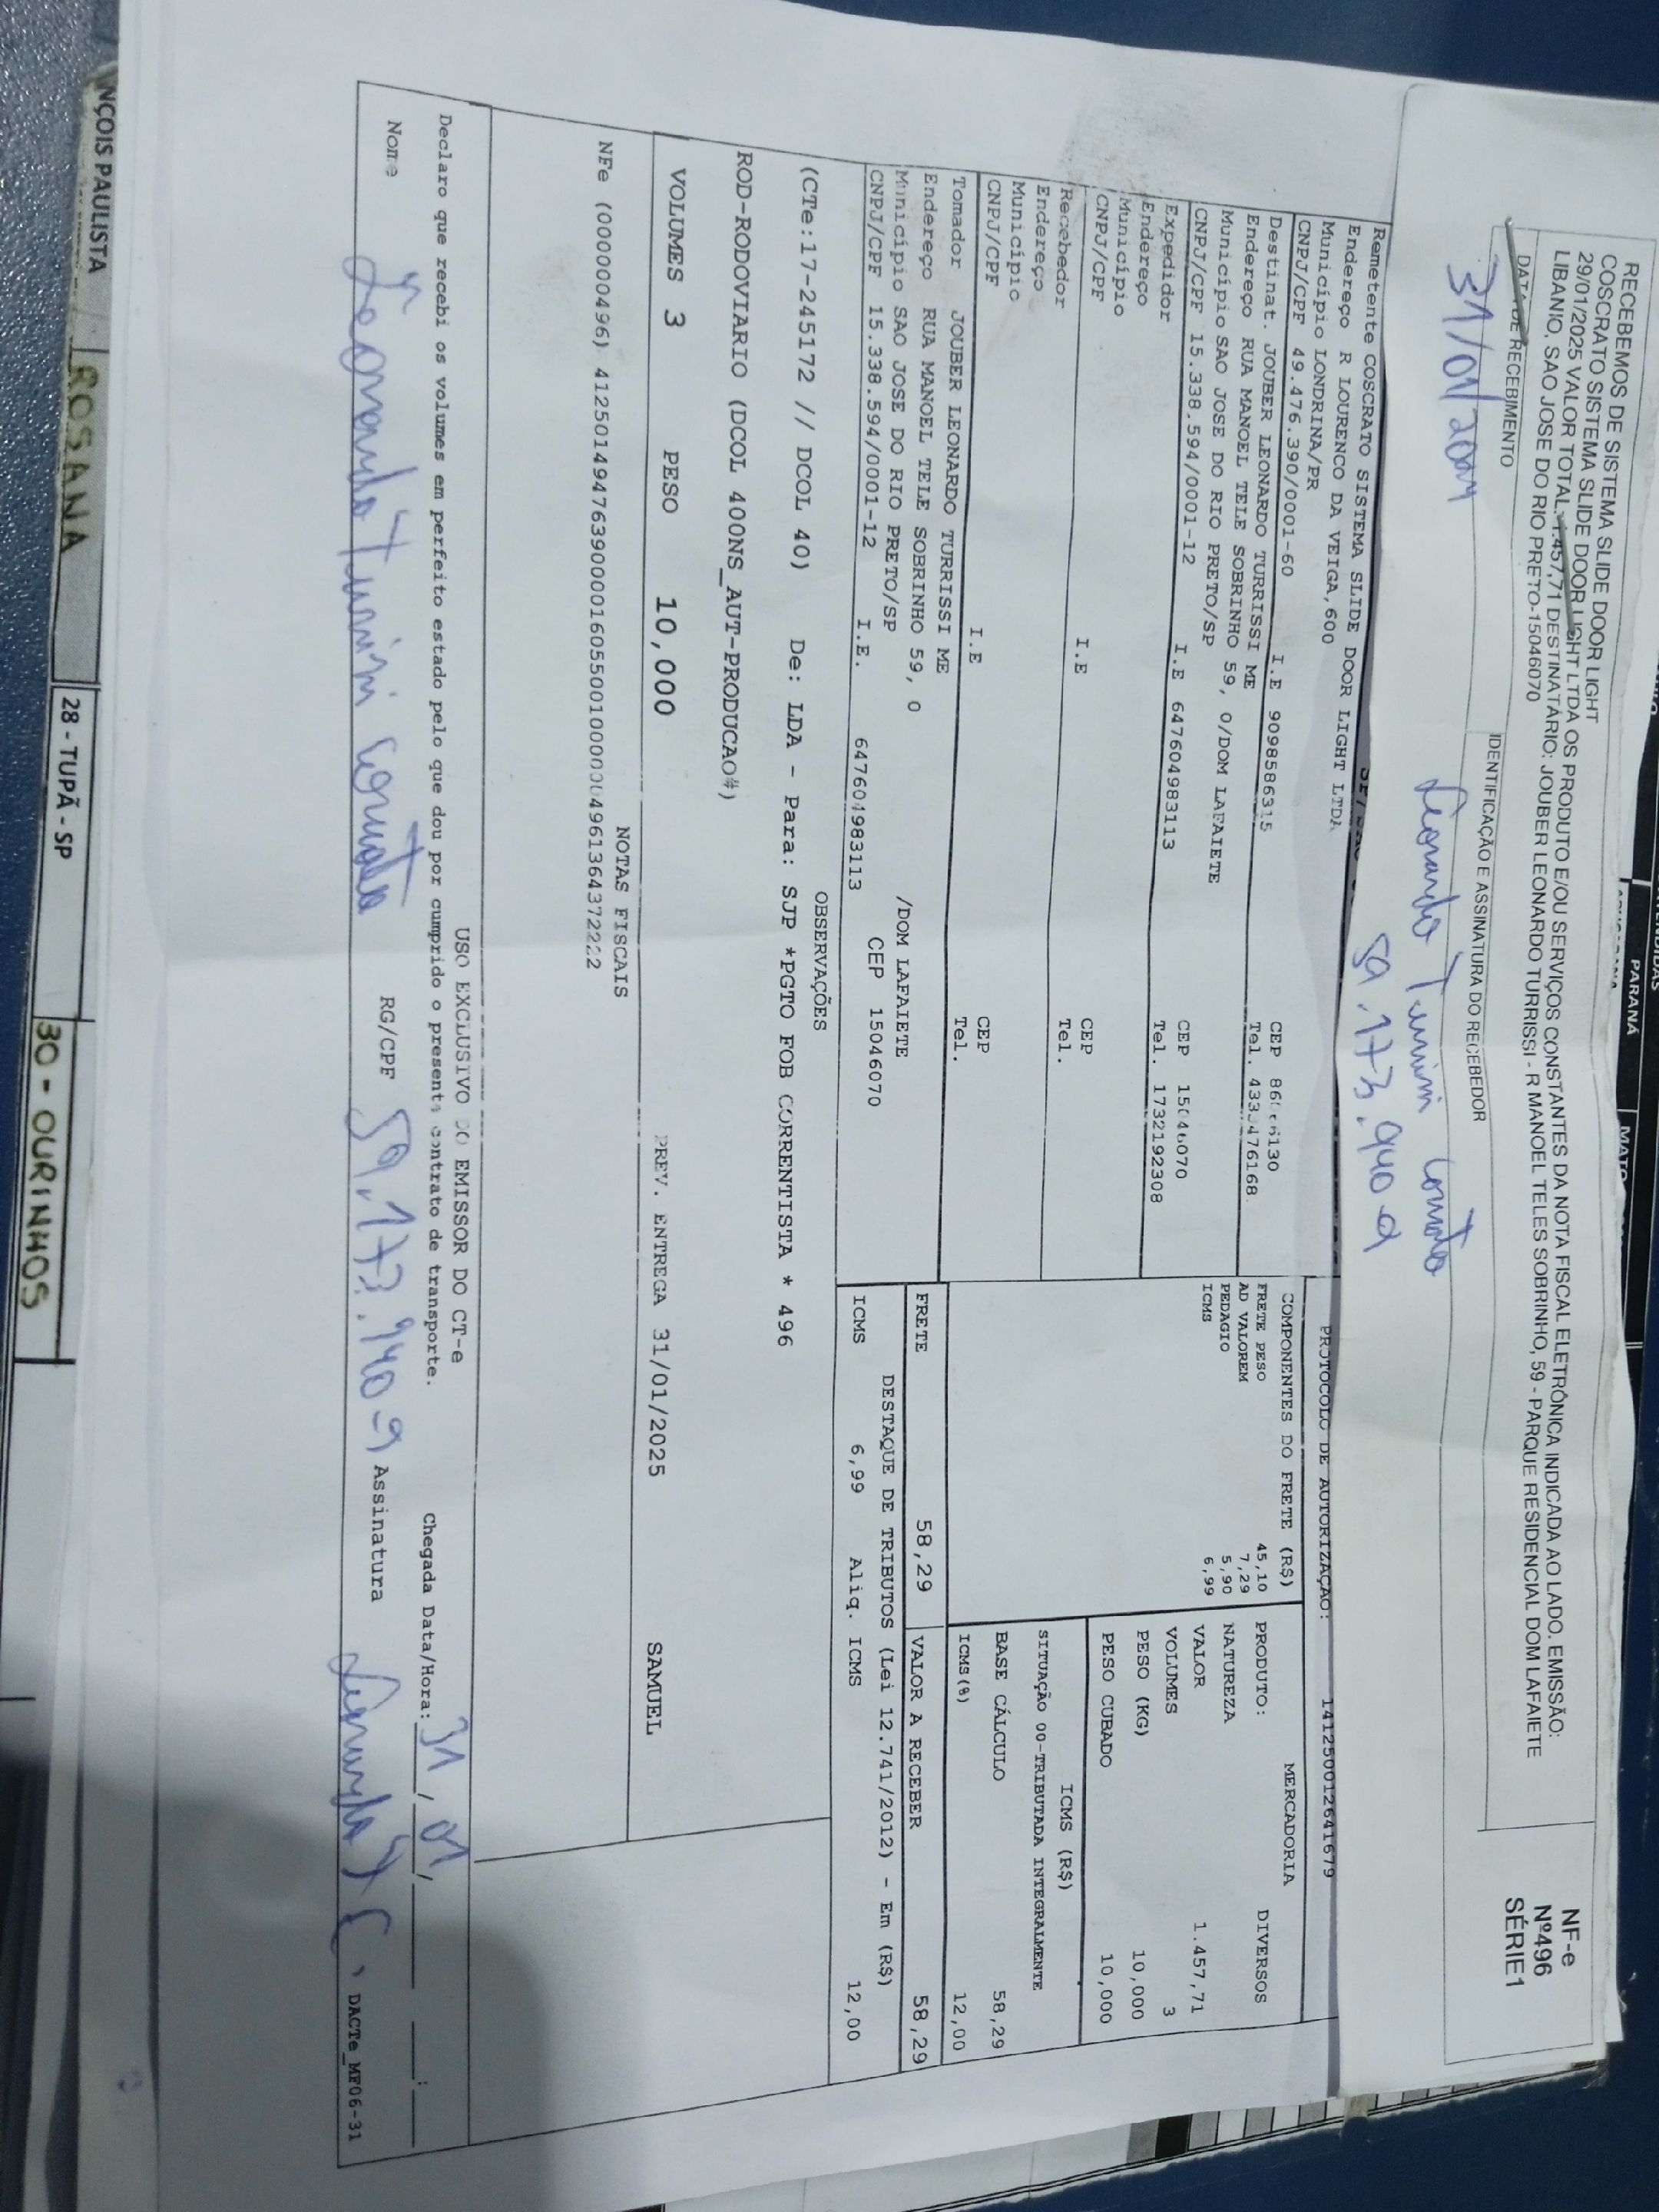 RECEBEMOS DE SISTEMA SLIDE DOOR LIGHT
COSCRATO SISTEMA SLIDE DOOR LIGHT LTDA OS PRODUTO E/OU SERVIÇOS CONSTANTES DA NOTA FISCAL ELETRÔNICA INDICADA AO LADO. EMISSÃO:
29/01/2025 VALOR TOTAL: 1.457,71 DESTINATÁRIO: JOUBER LEONARDO TURRISSI - R MANOEL TELES SOBRINHO, 59 - PARQUE RESIDENCIAL DOM LAFAIETE
LIBANIO, SAO JOSE DO RIO PRETO-15046070
NF-e
Nº496
SÉRIE1
DATA DE RECEBIMENTO
IDENTIFICAÇÃO E ASSINATURA DO RECEBEDOR
31/01/
Leonardo
59.173.940 9
PROTOCOLO DE AUTORIZAÇÃO: 141250012641679
Remetente COSCRATO SISTEMA SLIDE DOOR LIGHT LTDA
Endereço R LOURENCO DA VEIGA,600
Município LONDRINA/PR
CNPJ/CPF 49.476.390/0001-60 I.E 9098586315
Tel.
Destinat. JOUBER LEONARDO TURRISSI ME
Endereço RUA MANOEL TELE SOBRINHO 59, 0/DOM LAFAIETE
Município SAO JOSE DO RIO PRETO/SP CEP 15046070
CNPJ/CPF 15.338.594/0001-12 I.E 647604983113 Tel. 1732192308
Expedidor
Endereço
Município CEP
CNPJ/CPF I.E Tel.
Recebedor
Endereço
Município CEP
CNPJ/CPF I.E Tel.
Tomador JOUBER LEONARDO TURRISSI ME
Endereço RUA MANOEL TELE SOBRINHO 59, 0 /DOM LAFAIETE
Município SAO JOSE DO RIO PRETO/SP CEP 15046070
CNPJ/CPF 15.338.594/0001-12 I.E. 647604983113
COMPONENTES DO FRETE (R$)
FRETE PESO 45,10
AD VALOREM 7,29
PEDAGIO 5,90
ICMS 6,99
MERCADORIA
PRODUTO: DIVERSOS
NATUREZA
VALOR 1.457,71
VOLUMES 3
PESO (KG) 10,000
PESO CUBADO 10,000
ICMS (R$)
SITUAÇÃO 00-TRIBUTADA INTEGRALMENTE
BASE CÁLCULO 58,29
ICMS(%) 12,00
FRETE 58,29 VALOR A RECEBER 58,29
DESTAQUE DE TRIBUTOS (Lei 12.741/2012) - Em (R$)
ICMS 6,99 Aliq. ICMS 12,00
OBSERVAÇÕES
(CTe:17-245172 // DCOL 40) De: LDA - Para: SJP *PGTO FOB CORRENTISTA * 496
ROD-RODOVIARIO (DCOL 400NS_AUT-PRODUCAO#)
VOLUMES 3 PESO 10,000 PREV. ENTREGA 31/01/2025 SAMUEL
NOTAS FISCAIS
NFe (000000496)
USO EXCLUSIVO DO EMISSOR DO CT-e
Declaro que recebi os volumes em perfeito estado pelo que dou por cumprido o presente contrato de transporte.
Chegada Data/Hora: 31/01/ :
Nome Leonardo RG/CPF 59.173.940-9 Assinatura
DACTe_MF06-31
NÇOIS PAULISTA
ROSANA
28 - TUPÃ - SP
30 - OURINHOS
PARANÁ